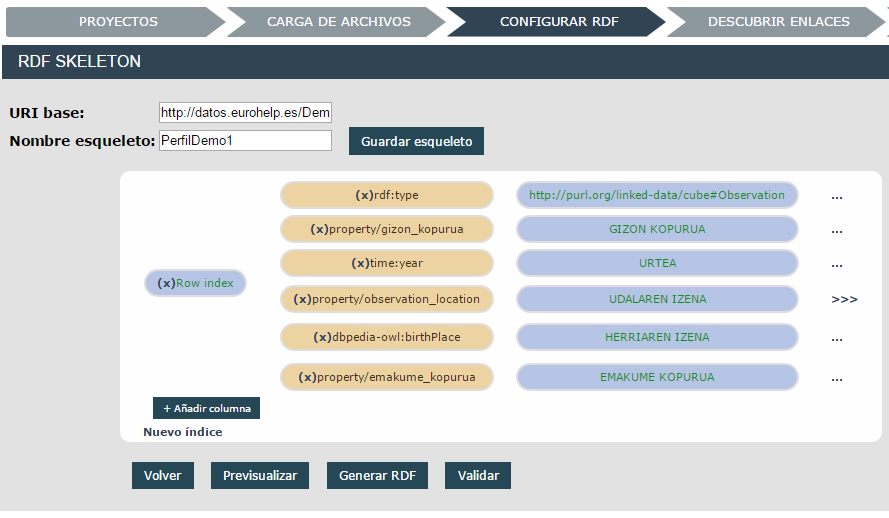 PROYECTOS CARGA DE ARCHIVOS CONFIGURAR RDF DESCUBRIR ENLACES
RDF SKELETON
URI base: http://datos.eurohelp.es/Dem
Nombre esqueleto: PerfilDemo1 Guardar esqueleto
(x)rdf:type http://purl.org/linked-data/cube#Observation ...
(x)property/gizon_kopurua GIZON KOPURUA ...
(x)time:year URTEA ...
(x)Row index
(x)property/observation_location UDALAREN IZENA >>>
(x)dbpedia-owl:birthPlace HERRIAREN IZENA ...
(x)property/emakume_kopurua EMAKUME KOPURUA ...
+ Añadir columna
Nuevo índice
Volver Previsualizar Generar RDF Validar